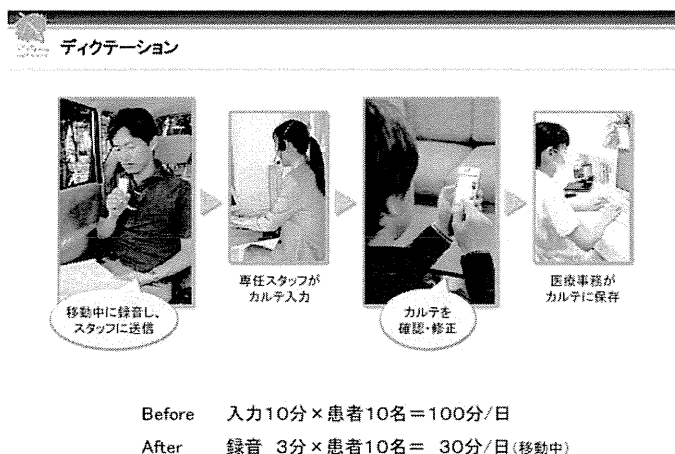 ディクテーション
移動中に録音し、
スタッフに送信
専任スタッフが
カルテ入力
カルテを
確認・修正
医療事務が
カルテに保存
Before 入力10分×患者10名=100分/日
After 録音 3分×患者10名= 30分/日(移動中)